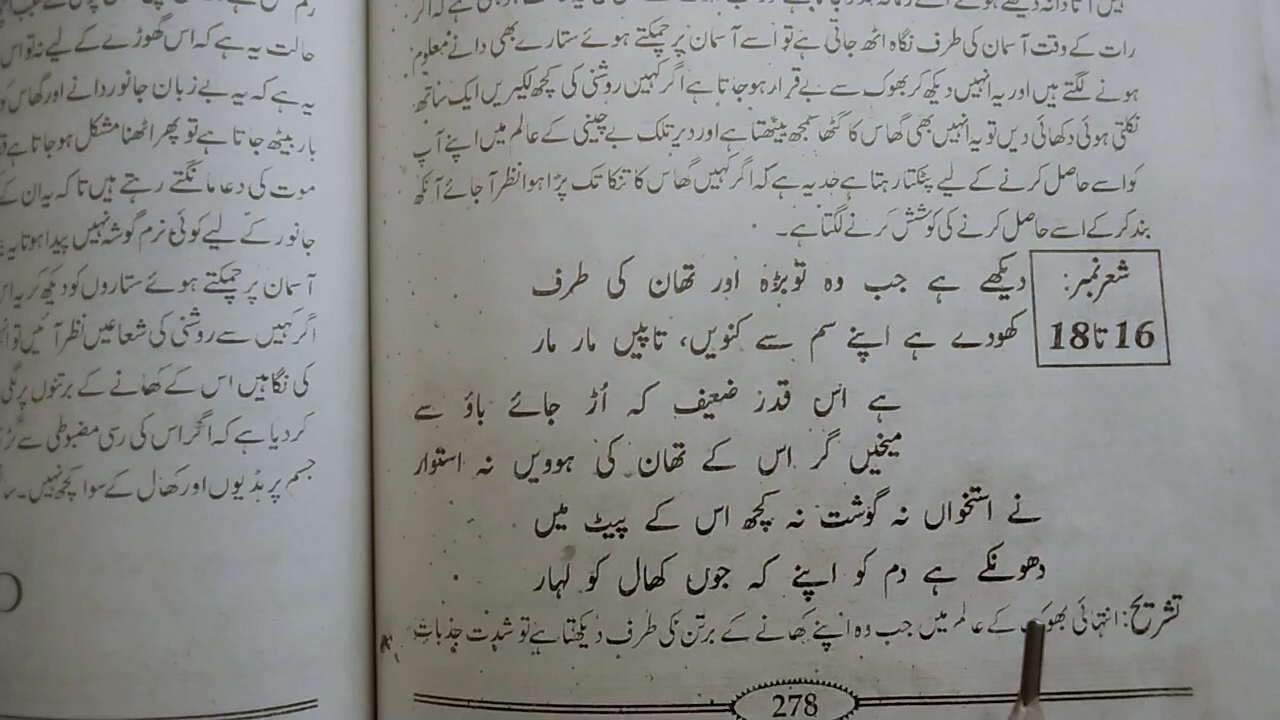 رات کے وقت آسمان کی طرف نگاہ اٹھ جاتی ہے تو اسے آسمان پر چمکتے ہوئے ستارے بھی دانے معلوم
ہونے لگتے ہیں اور یہ انہیں دیکھ کر بھوک سے بے قرار ہو جاتا ہے اگر کہیں روشنی کی کچھ لکیریں ایک ساتھ
نکلتی ہوئی دکھائی دیں تو یہ انہیں بھی گھاس کا گٹھا سمجھ بیٹھتا ہے اور دیر تلک بے چینی کے عالم میں اپنے آپ
کو اسے حاصل کرنے کے لیے پٹکتا رہتا ہے حد یہ ہے کہ اگر کہیں گھاس کا تنکا تک پڑا ہوا نظر آ جائے آنکھ
بند کر کے اسے حاصل کرنے کی کوشش کرنے لگتا ہے۔
شعر نمبر:
16 تا 18
دیکھے ہے جب وہ توبڑہ اور تھان کی طرف
کھودے ہے اپنے سم سے کنویں، ٹاپیں مار مار
ہے اس قدر ضعیف کہ اُڑ جائے باؤ سے
میخیں گر اس کے تھان کی ہوویں نہ استوار
نے استخواں نہ گوشت نہ کچھ اس کے پیٹ میں
دھونکے ہے دم کو اپنے کہ جوں کھال کو لہار
تشریح: انتہائی بھوک کے عالم میں جب وہ اپنے کھانے کے برتن کی طرف دیکھتا ہے تو شدت جذبات
278
حالت یہ ہے کہ اس گھوڑے کے لیے نہ تو اس
یہ ہے کہ یہ بے زبان جانور دانے اور گھاس کو
بار بیٹھ جاتا ہے تو پھر اٹھنا مشکل ہو جاتا ہے
موت کی دعا مانگتے رہتے ہیں تا کہ یہ ان کے
جانور کے لیے کوئی نرم گوشہ نہیں پیدا ہوتا یہ
آسمان پر چمکتے ہوئے ستاروں کو دیکھ کر یہ اس
اگر کہیں سے روشنی کی شعاعیں نظر آئیں تو
کی نگاہیں اس کے کھانے کے برتنوں پر
کر دیا ہے کہ اگر اس کی رسی مضبوطی سے
جسم پر ہڈیوں اور کھال کے سوا کچھ نہیں۔